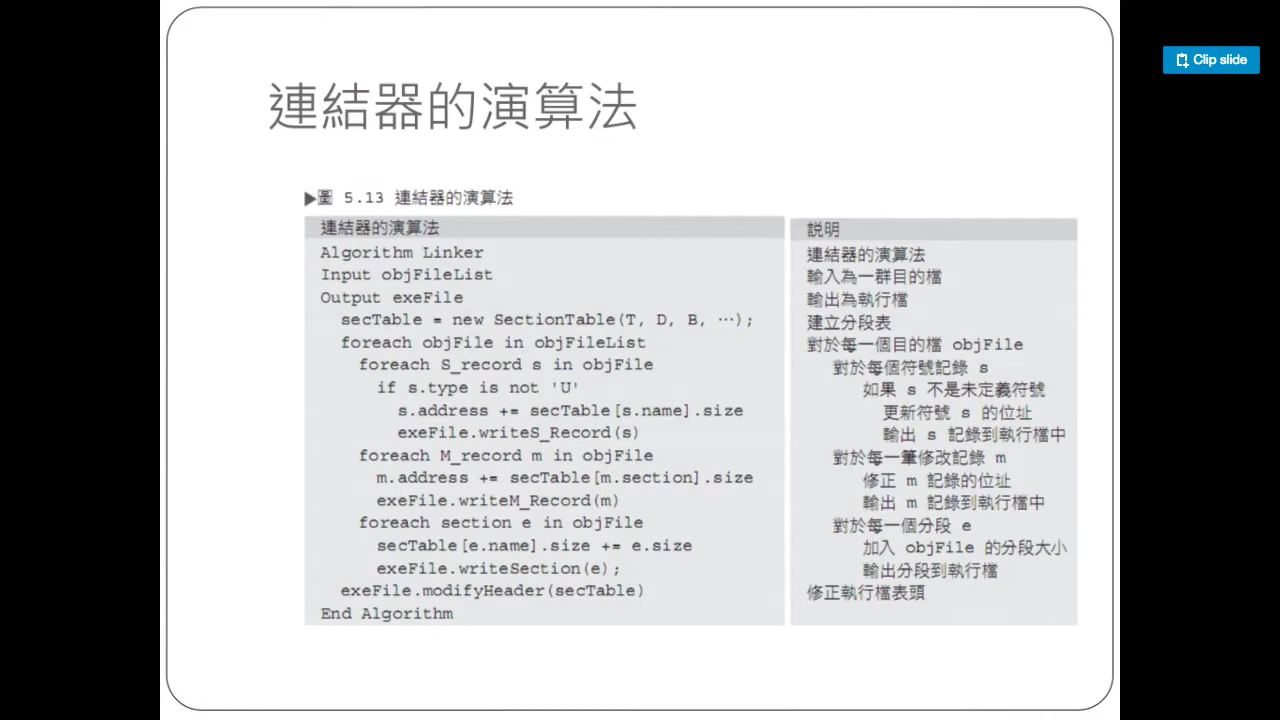 Clip slide
連結器的演算法
▶圖 5.13 連結器的演算法
連結器的演算法
Algorithm Linker
Input objFileList
Output exeFile
secTable = new SectionTable(T, D, B, …);
foreach objFile in objFileList
foreach S_record s in objFile
if s.type is not 'U'
s.address += secTable[s.name].size
exeFile.writeS_Record(s)
foreach M_record m in objFile
m.address += secTable[m.section].size
exeFile.writeM_Record(m)
foreach section e in objFile
secTable[e.name].size += e.size
exeFile.writeSection(e);
exeFile.modifyHeader(secTable)
End Algorithm
說明
連結器的演算法
輸入為一群目的檔
輸出為執行檔
建立分段表
對於每一個目的檔 objFile
對於每個符號記錄 s
如果 s 不是未定義符號
更新符號 s 的位址
輸出 s 記錄到執行檔中
對於每一筆修改記錄 m
修正 m 記錄的位址
輸出 m 記錄到執行檔中
對於每一個分段 e
加入 objFile 的分段大小
輸出分段到執行檔
修正執行檔表頭